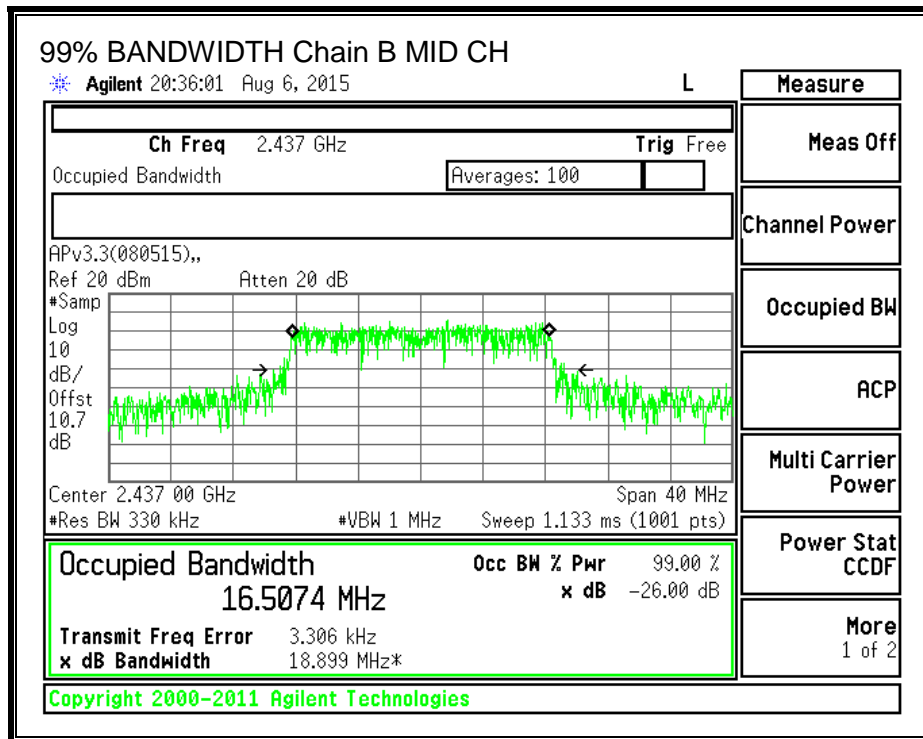 99% BANDWIDTH Chain B MID CH
Agilent 20:36:01 Aug 6, 2015 L
Measure
Ch Freq 2.437 GHz Trig Free
Meas Off
Occupied Bandwidth Averages: 100
Channel Power
APv3.3(080515),,
Ref 20 dBm Atten 20 dB
#Samp
Log
10
dB/
Offst
10.7
dB
Occupied BW
ACP
Multi Carrier
Power
Center 2.437 00 GHz Span 40 MHz
#Res BW 330 kHz #VBW 1 MHz Sweep 1.133 ms (1001 pts)
Power Stat
CCDF
Occupied Bandwidth Occ BW % Pwr 99.00 %
16.5074 MHz x dB -26.00 dB
Transmit Freq Error 3.306 kHz
x dB Bandwidth 18.899 MHz*
More
1 of 2
Copyright 2000-2011 Agilent Technologies